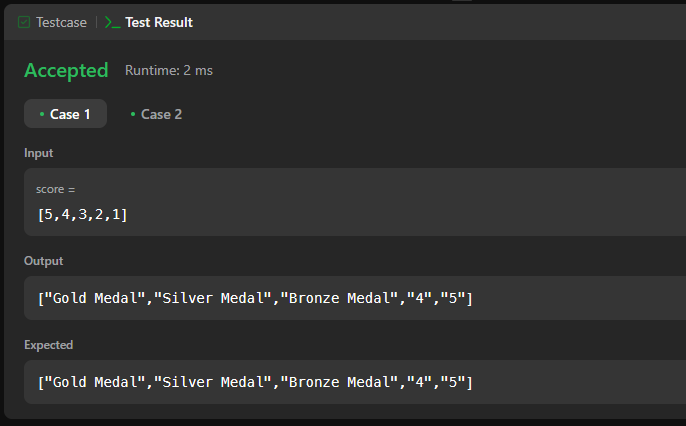 Testcase | Test Result
Accepted Runtime: 2 ms
Case 1 Case 2
Input
score =
[5,4,3,2,1]
Output
["Gold Medal","Silver Medal","Bronze Medal","4","5"]
Expected
["Gold Medal","Silver Medal","Bronze Medal","4","5"]